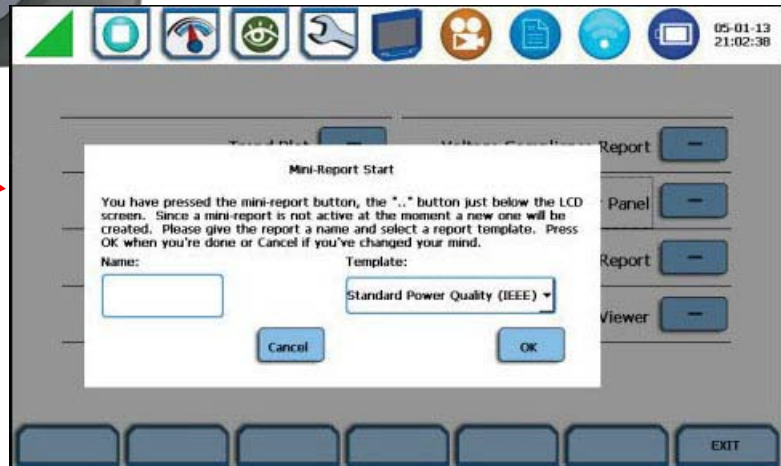 05-01-13
21:02:38
Report
Mini-Report Start
You have pressed the mini-report button, the ".." button just below the LCD
screen. Since a mini-report is not active at the moment a new one will be
created. Please give the report a name and select a report template. Press
OK when you're done or Cancel if you've changed your mind.
Panel
Name:
Template:
Report
Standard Power Quality (IEEE)
Viewer
Cancel
OK
EXIT